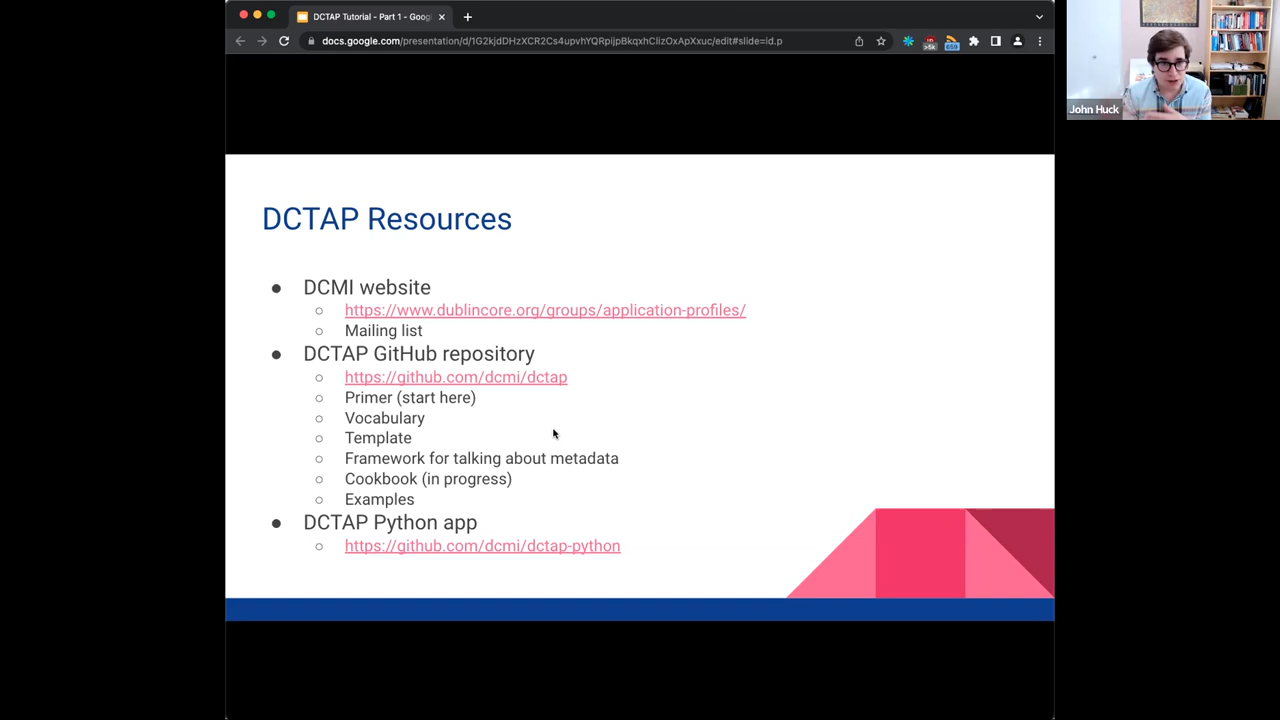 DCTAP Tutorial - Part 1 - Goog
docs.google.com/presentation/d/1G2kjdDHzXCR2Cs4upvhYQRpijpBkqxhClizOxApXxuc/edit#slide=id.p
>5k
659
John Huck
DCTAP Resources
● DCMI website
○ https://www.dublincore.org/groups/application-profiles/
○ Mailing list
● DCTAP GitHub repository
○ https://github.com/dcmi/dctap
○ Primer (start here)
○ Vocabulary
○ Template
○ Framework for talking about metadata
○ Cookbook (in progress)
○ Examples
● DCTAP Python app
○ https://github.com/dcmi/dctap-python